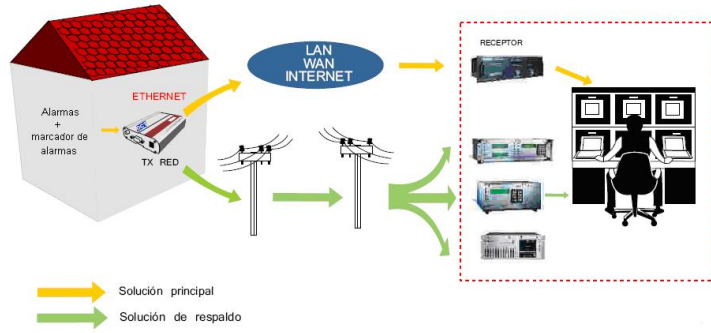 LAN
WAN
INTERNET
RECEPTOR
ETHERNET
Alarmas
+
marcador de
alarmas
TX RED
Solución principal
Solución de respaldo